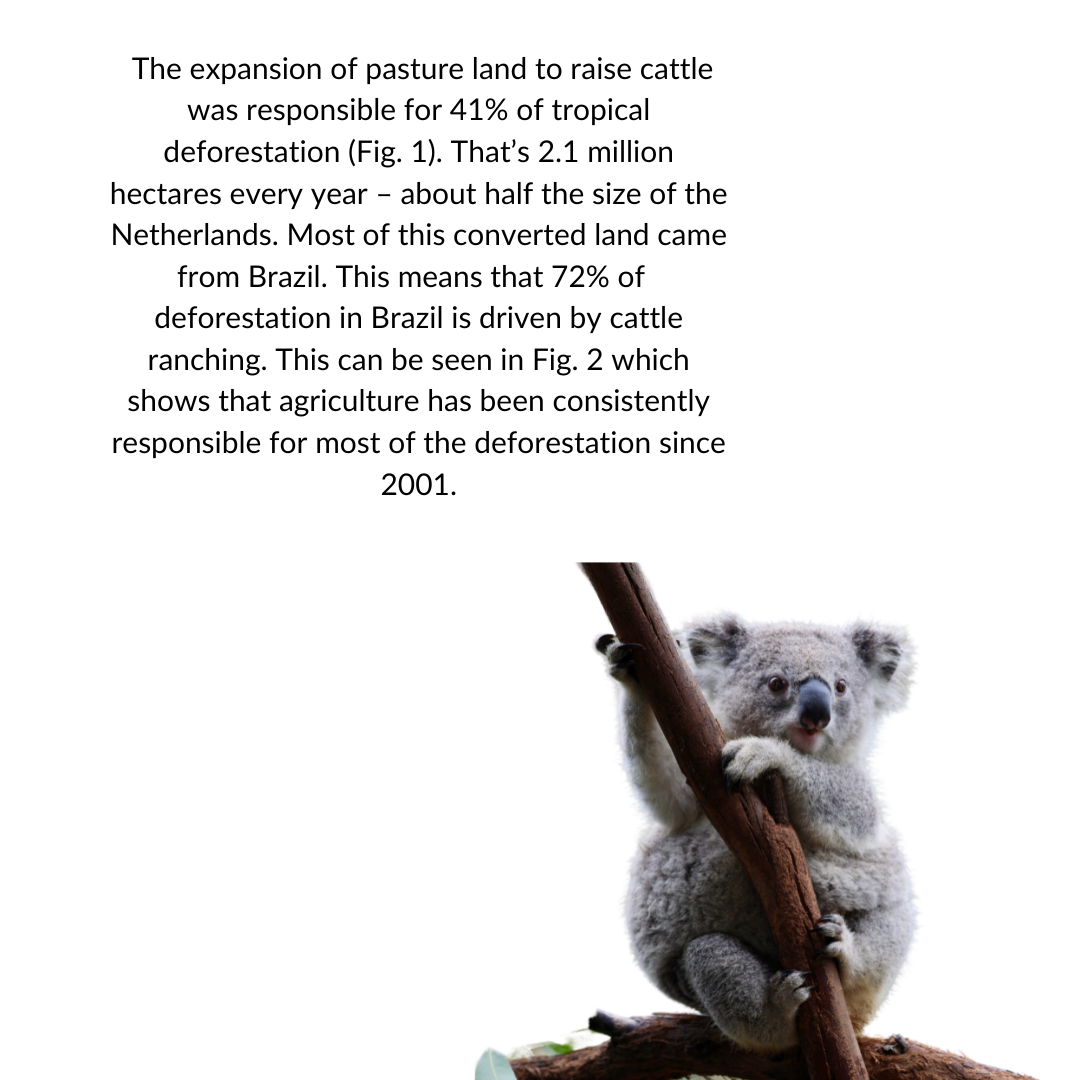 The expansion of pasture land to raise cattle
was responsible for 41% of tropical
deforestation (Fig. 1). That’s 2.1 million
hectares every year – about half the size of the
Netherlands. Most of this converted land came
from Brazil. This means that 72% of
deforestation in Brazil is driven by cattle
ranching. This can be seen in Fig. 2 which
shows that agriculture has been consistently
responsible for most of the deforestation since
2001.